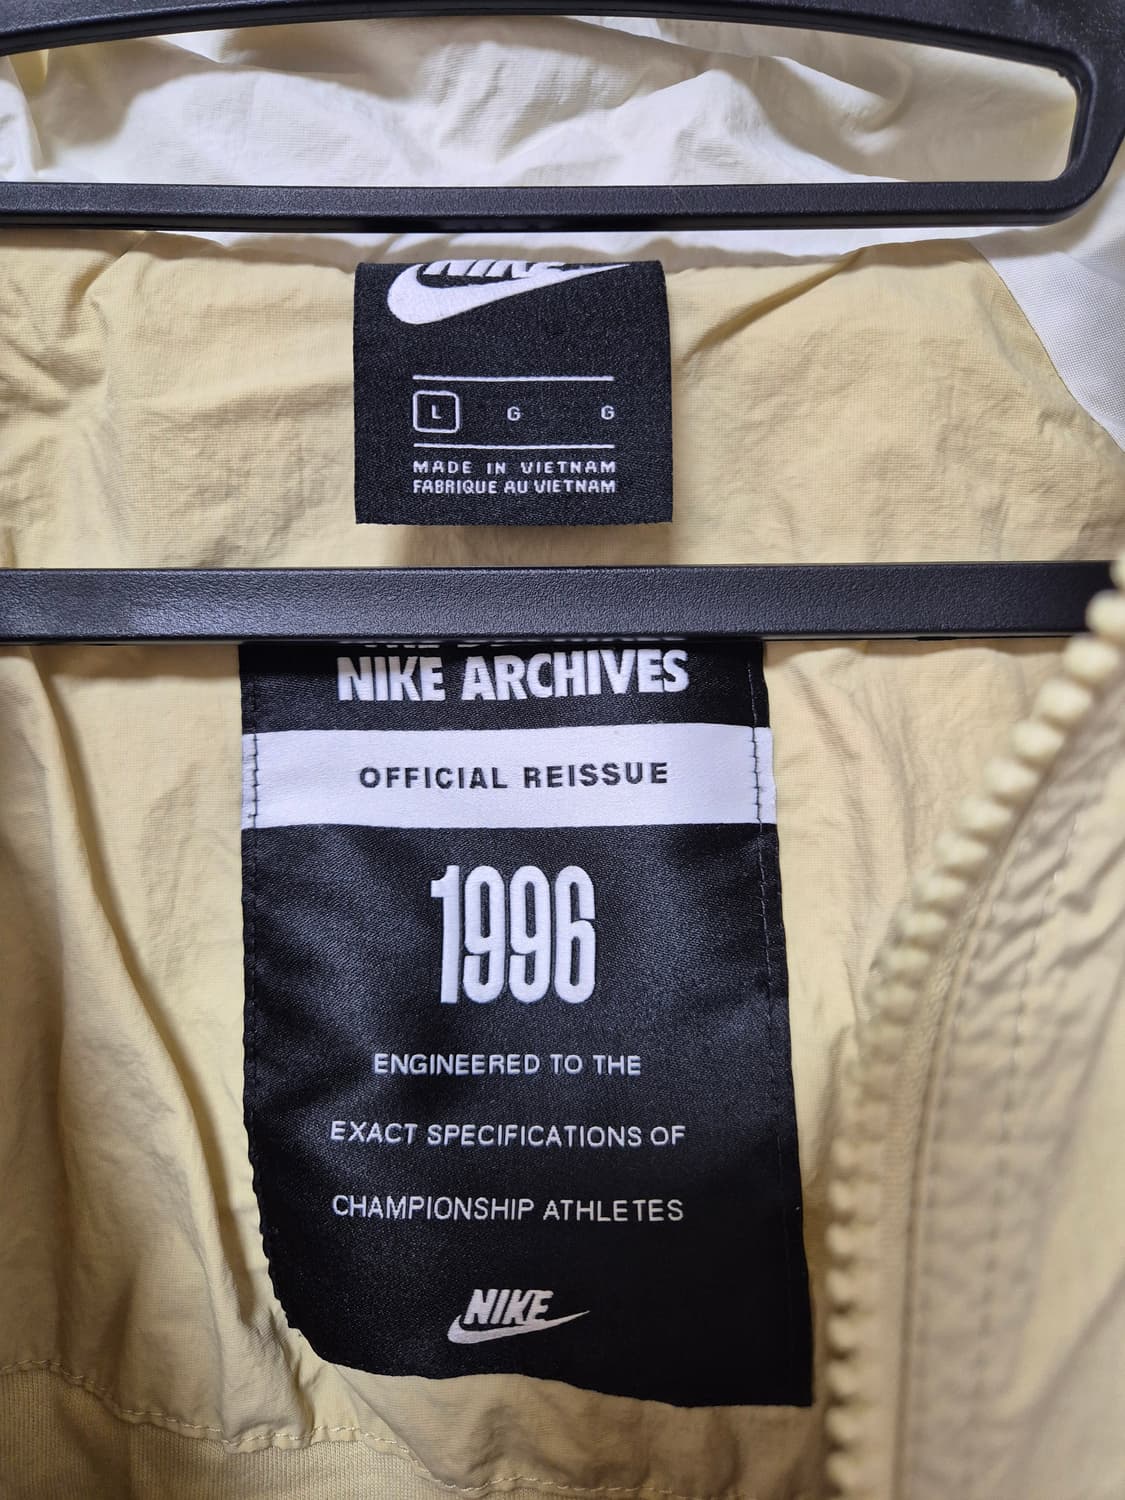 NIKE
L G G
MADE IN VIETNAM
FABRIQUE AU VIETNAM
NIKE ARCHIVES
OFFICIAL REISSUE
1996
ENGINEERED TO THE
EXACT SPECIFICATIONS OF
CHAMPIONSHIP ATHLETES
NIKE